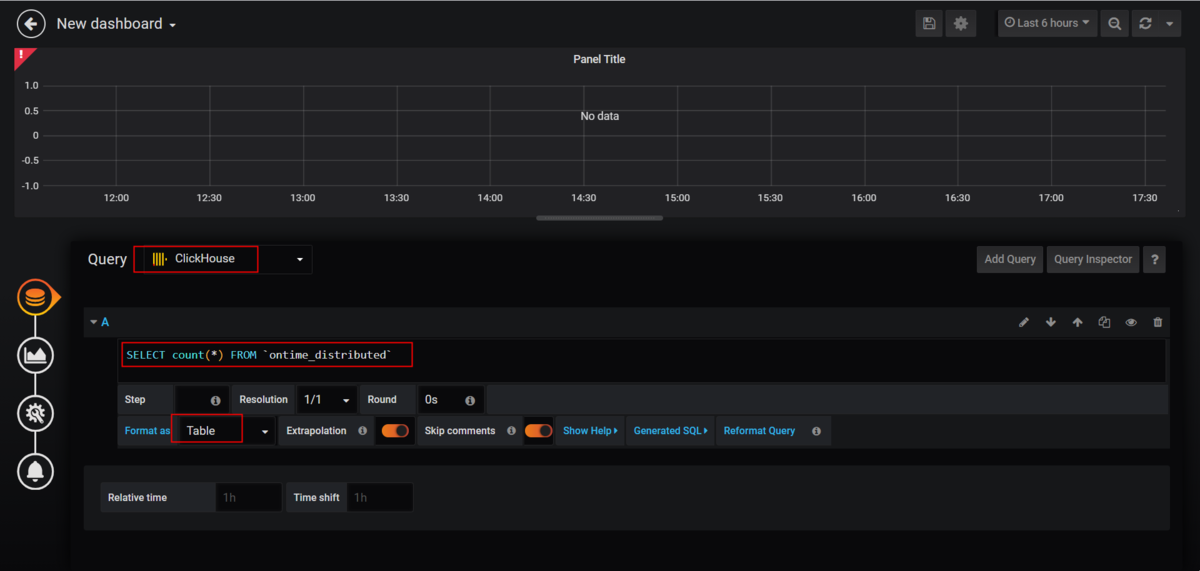 New dashboard
Last 6 hours
!
Panel Title
1.0
0.5
0
-0.5
-1.0
No data
12:00 12:30 13:00 13:30 14:00 14:30 15:00 15:30 16:00 16:30 17:00 17:30
Query ClickHouse Add Query Query Inspector ?
A
SELECT count(*) FROM `ontime_distributed`
Step Resolution 1/1 Round 0s
Format as Table Extrapolation Skip comments Show Help Generated SQL Reformat Query
Relative time 1h Time shift 1h